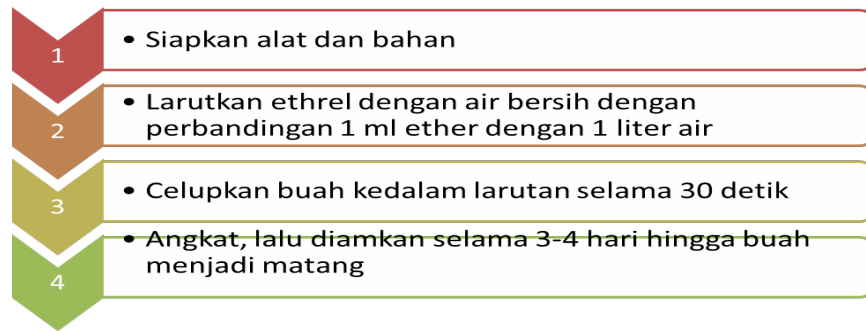 1
• Siapkan alat dan bahan
2
• Larutkan ethrel dengan air bersih dengan
perbandingan 1 ml ether dengan 1 liter air
3
• Celupkan buah kedalam larutan selama 30 detik
4
• Angkat, lalu diamkan selama 3-4 hari hingga buah
menjadi matang